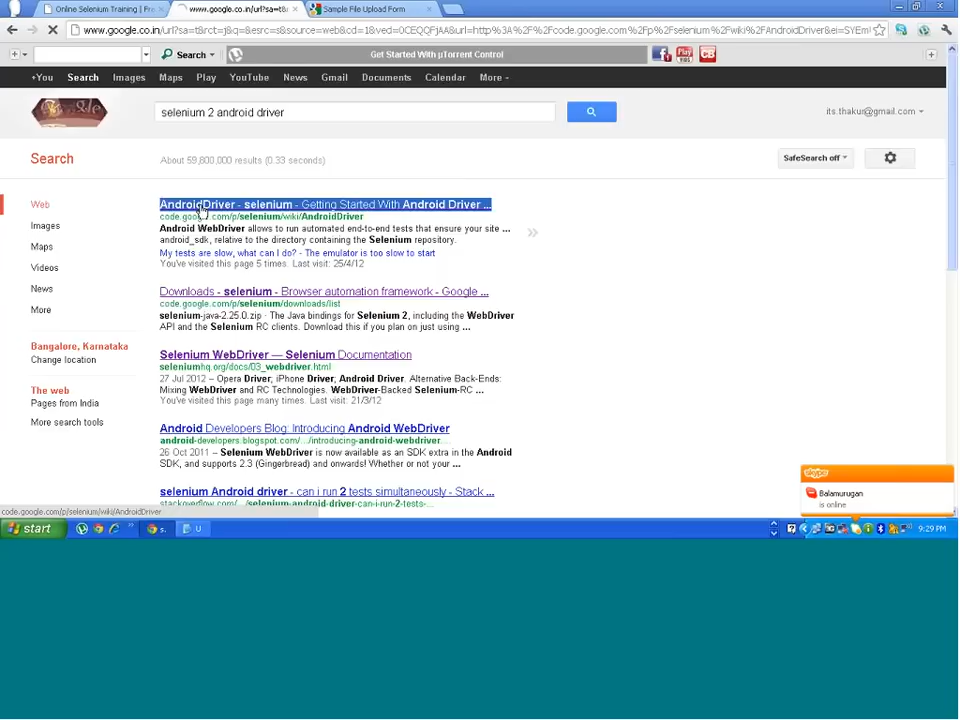 Online Selenium Training | Fre
www.google.co.in/url?sa=t&r
Sample File Upload Form
www.google.co.in/url?sa=t&rct=j&q=&esrc=s&source=web&cd=1&ved=0CEQQFjAA&url=http%3A%2F%2Fcode.google.com%2Fp%2Fselenium%2Fwiki%2FAndroidDriver&ei=SYEm
Search
Get Started With µTorrent Control
+You Search Images Maps Play YouTube News Gmail Documents Calendar More
selenium 2 android driver
its.thakur@gmail.com
Search
About 59,800,000 results (0.33 seconds)
SafeSearch off
Web
Images
Maps
Videos
News
More
Bangalore, Karnataka
Change location
The web
Pages from India
More search tools
AndroidDriver - selenium - Getting Started With Android Driver ...
code.google.com/p/selenium/wiki/AndroidDriver
Android WebDriver allows to run automated end-to-end tests that ensure your site ...
android_sdk, relative to the directory containing the Selenium repository.
My tests are slow, what can I do? - The emulator is too slow to start
You've visited this page 5 times. Last visit: 25/4/12
Downloads - selenium - Browser automation framework - Google ...
code.google.com/p/selenium/downloads/list
selenium-java-2.25.0.zip · The Java bindings for Selenium 2, including the WebDriver
API and the Selenium RC clients. Download this if you plan on just using ...
Selenium WebDriver — Selenium Documentation
seleniumhq.org/docs/03_webdriver.html
27 Jul 2012 – Opera Driver; iPhone Driver; Android Driver. Alternative Back-Ends:
Mixing WebDriver and RC Technologies. WebDriver-Backed Selenium-RC ...
You've visited this page many times. Last visit: 21/3/12
Android Developers Blog: Introducing Android WebDriver
android-developers.blogspot.com/.../introducing-android-webdriver....
26 Oct 2011 – Selenium WebDriver is now available as an SDK extra in the Android
SDK, and supports 2.3 (Gingerbread) and onwards! Whether or not your ...
selenium Android driver - can i run 2 tests simultaneously - Stack ...
stackoverflow.com/.../selenium-android-driver-can-i-run-2-tests-...
skype
Balamurugan
is online
code.google.com/p/selenium/wiki/AndroidDriver
start
s.
U
9:29 PM